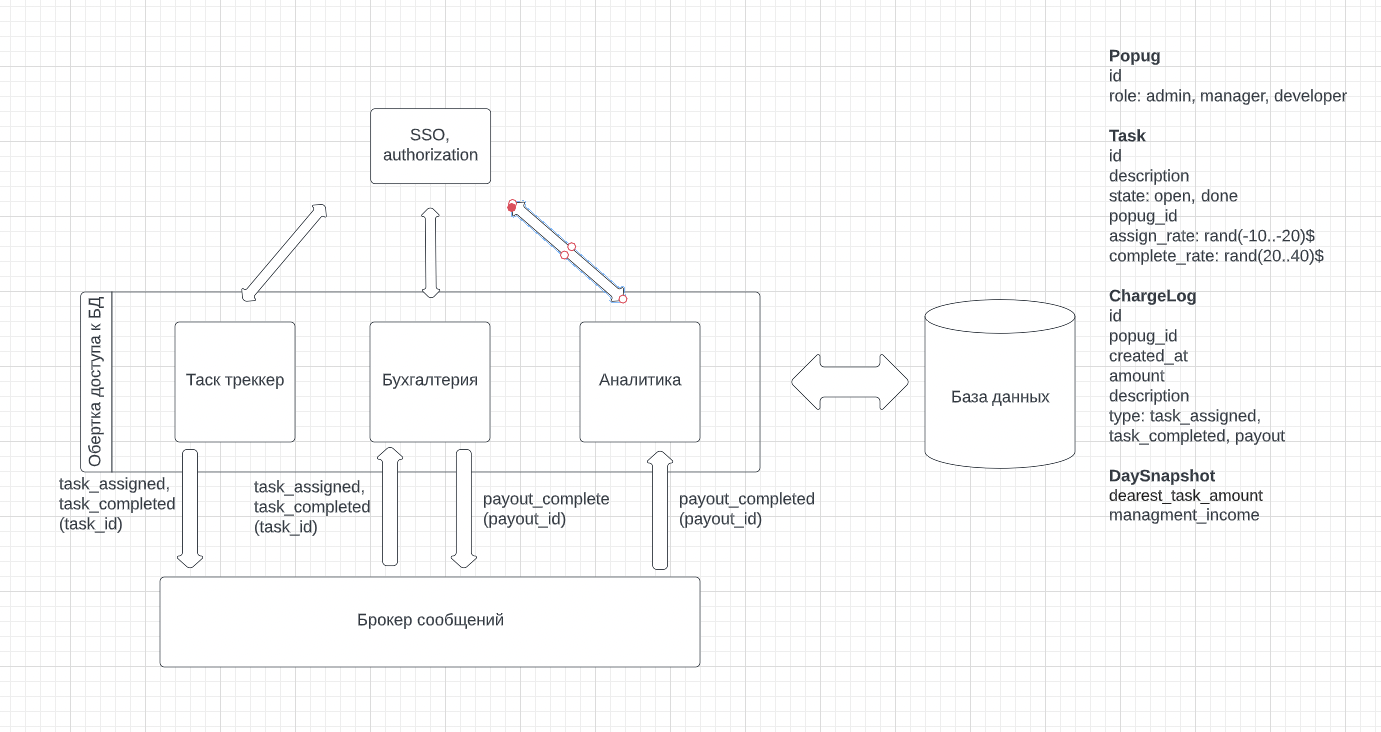 SSO,
authorization
Обертка доступа к БД
Таск треккер
Бухгалтерия
Аналитика
База данных
task_assigned,
task_completed
(task_id)
task_assigned,
task_completed
(task_id)
payout_complete
(payout_id)
payout_completed
(payout_id)
Брокер сообщений
Popug
id
role: admin, manager, developer
Task
id
description
state: open, done
popug_id
assign_rate: rand(-10..-20)$
complete_rate: rand(20..40)$
ChargeLog
id
popug_id
created_at
amount
description
type: task_assigned,
task_completed, payout
DaySnapshot
dearest_task_amount
managment_income